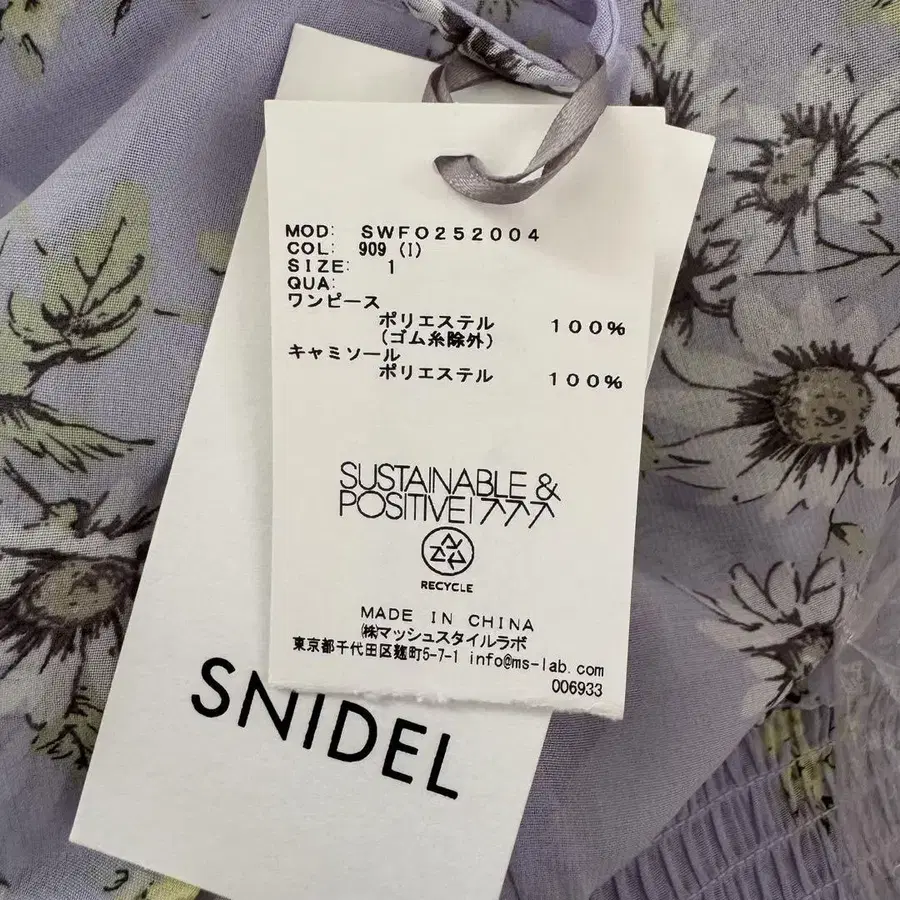 MOD: SWFO252004
COL: 909 (I)
SIZE: 1
QUA:
ワンピース
ポリエステル 100%
(ゴム糸除外)
キャミソール
ポリエステル 100%
SUSTAINABLE &
POSITIVE!
RECYCLE
MADE IN CHINA
㈱マッシュスタイルラボ
東京都千代田区麹町5-7-1 info@ms-lab.com
006933
SNIDEL